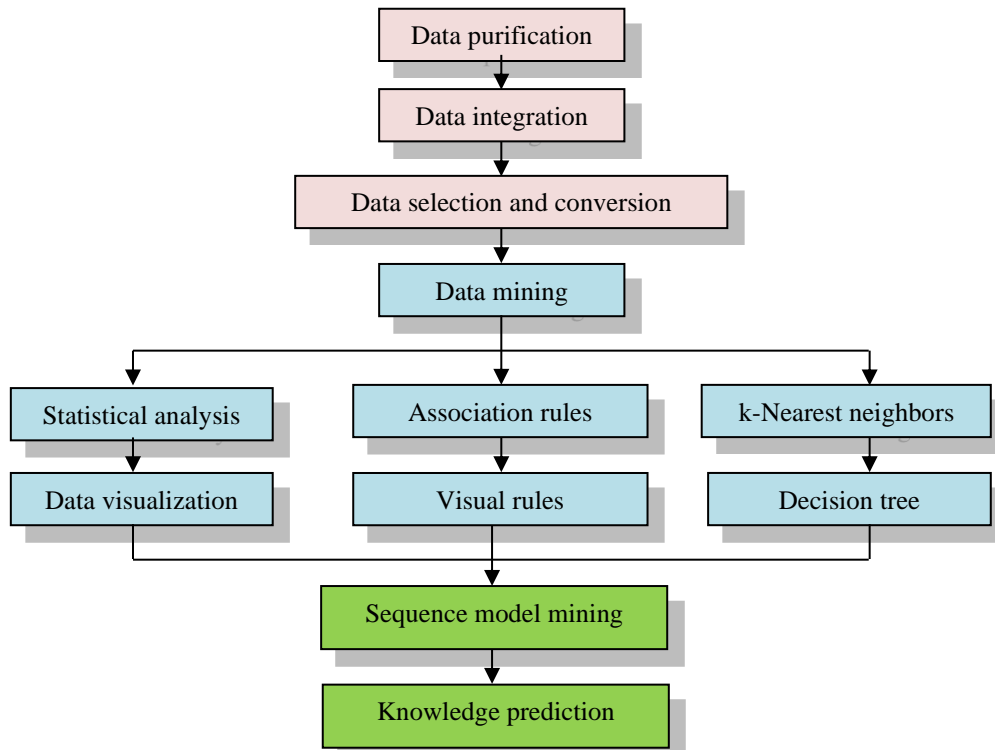 Data purification
Data integration
Data selection and conversion
Data mining
Statistical analysis
Association rules
k-Nearest neighbors
Data visualization
Visual rules
Decision tree
Sequence model mining
Knowledge prediction